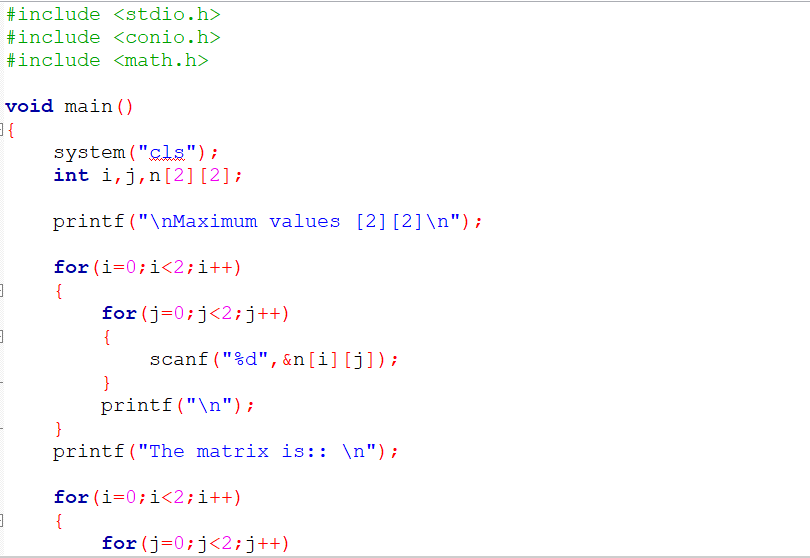 #include <stdio.h>
#include <conio.h>
#include <math.h>
void main()
{
system("cls");
int i,j,n[2][2];
printf("\nMaximum values [2][2]\n");
for(i=0;i<2;i++)
{
for(j=0;j<2;j++)
{
scanf("%d",&n[i][j]);
}
printf("\n");
}
printf("The matrix is:: \n");
for(i=0;i<2;i++)
{
for(j=0;j<2;j++)